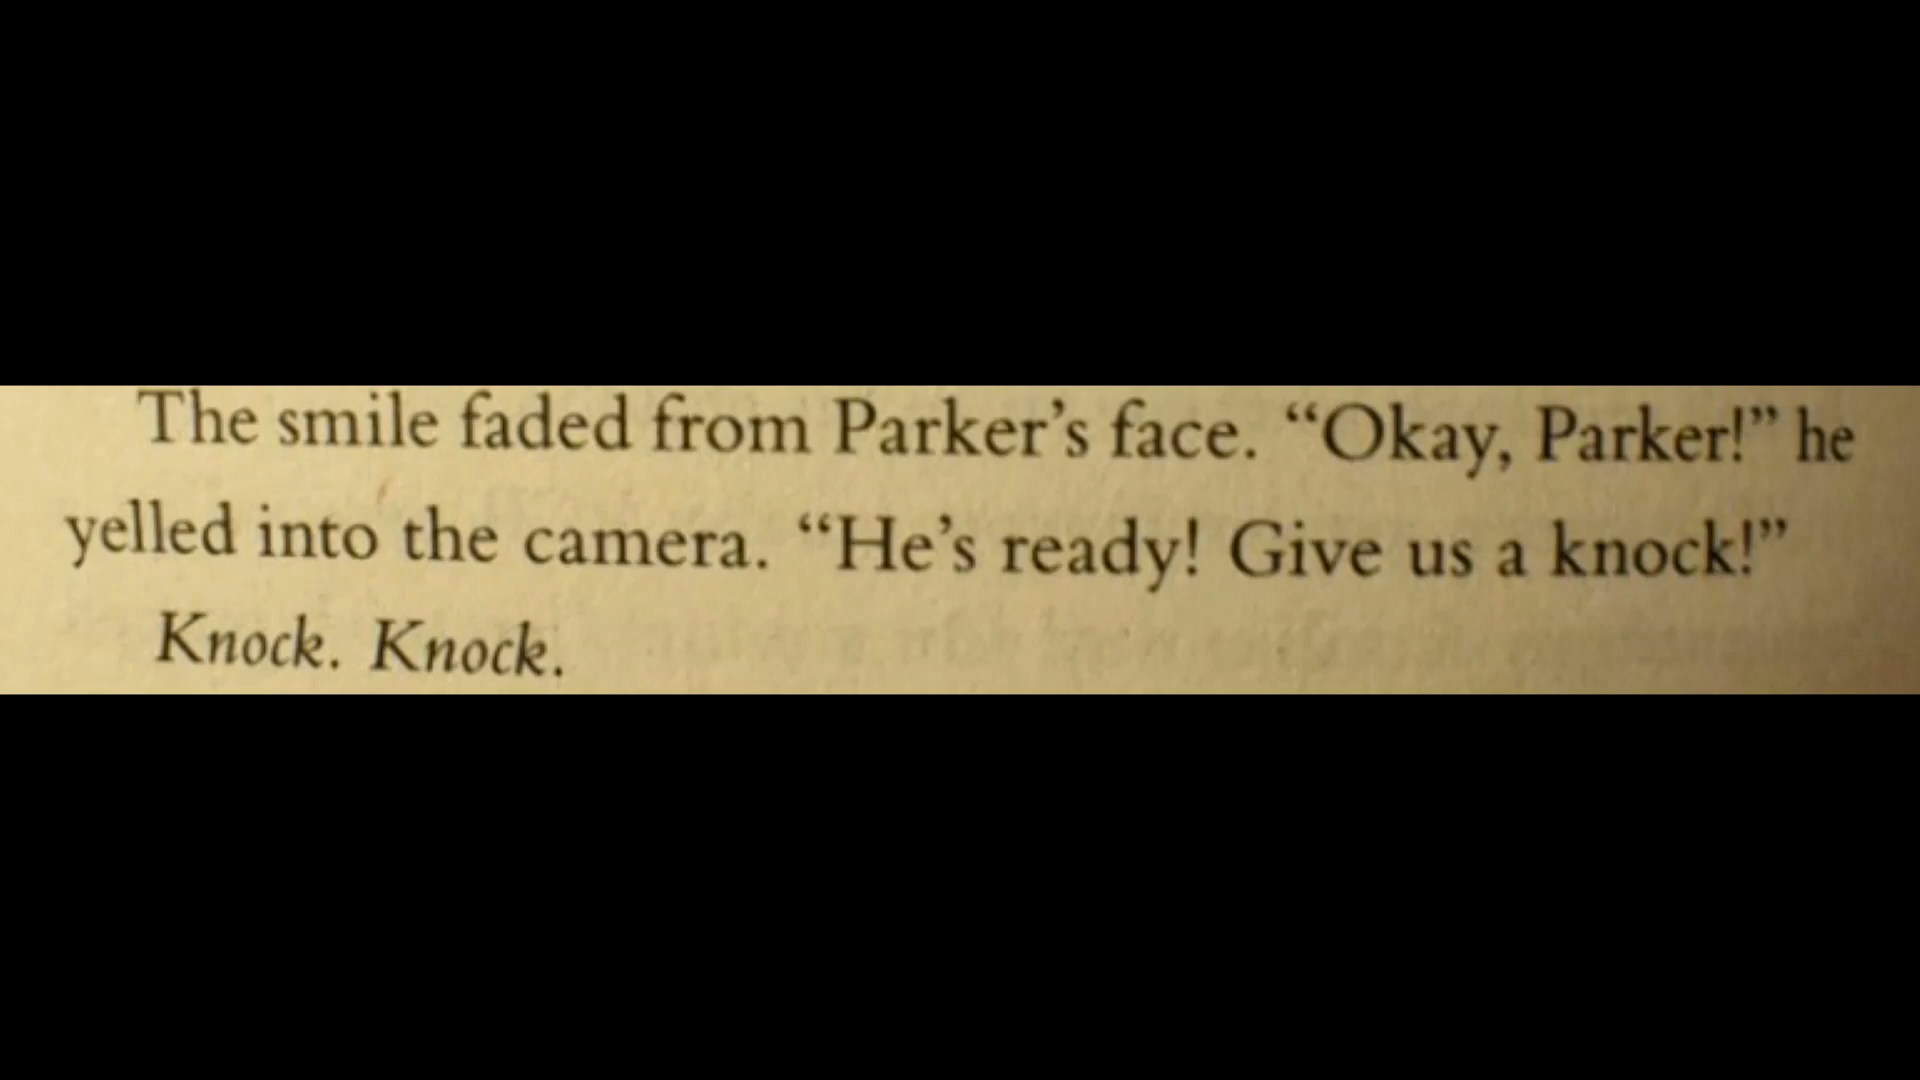 The smile faded from Parker’s face. “Okay, Parker!” he
yelled into the camera. “He’s ready! Give us a knock!”
Knock. Knock.